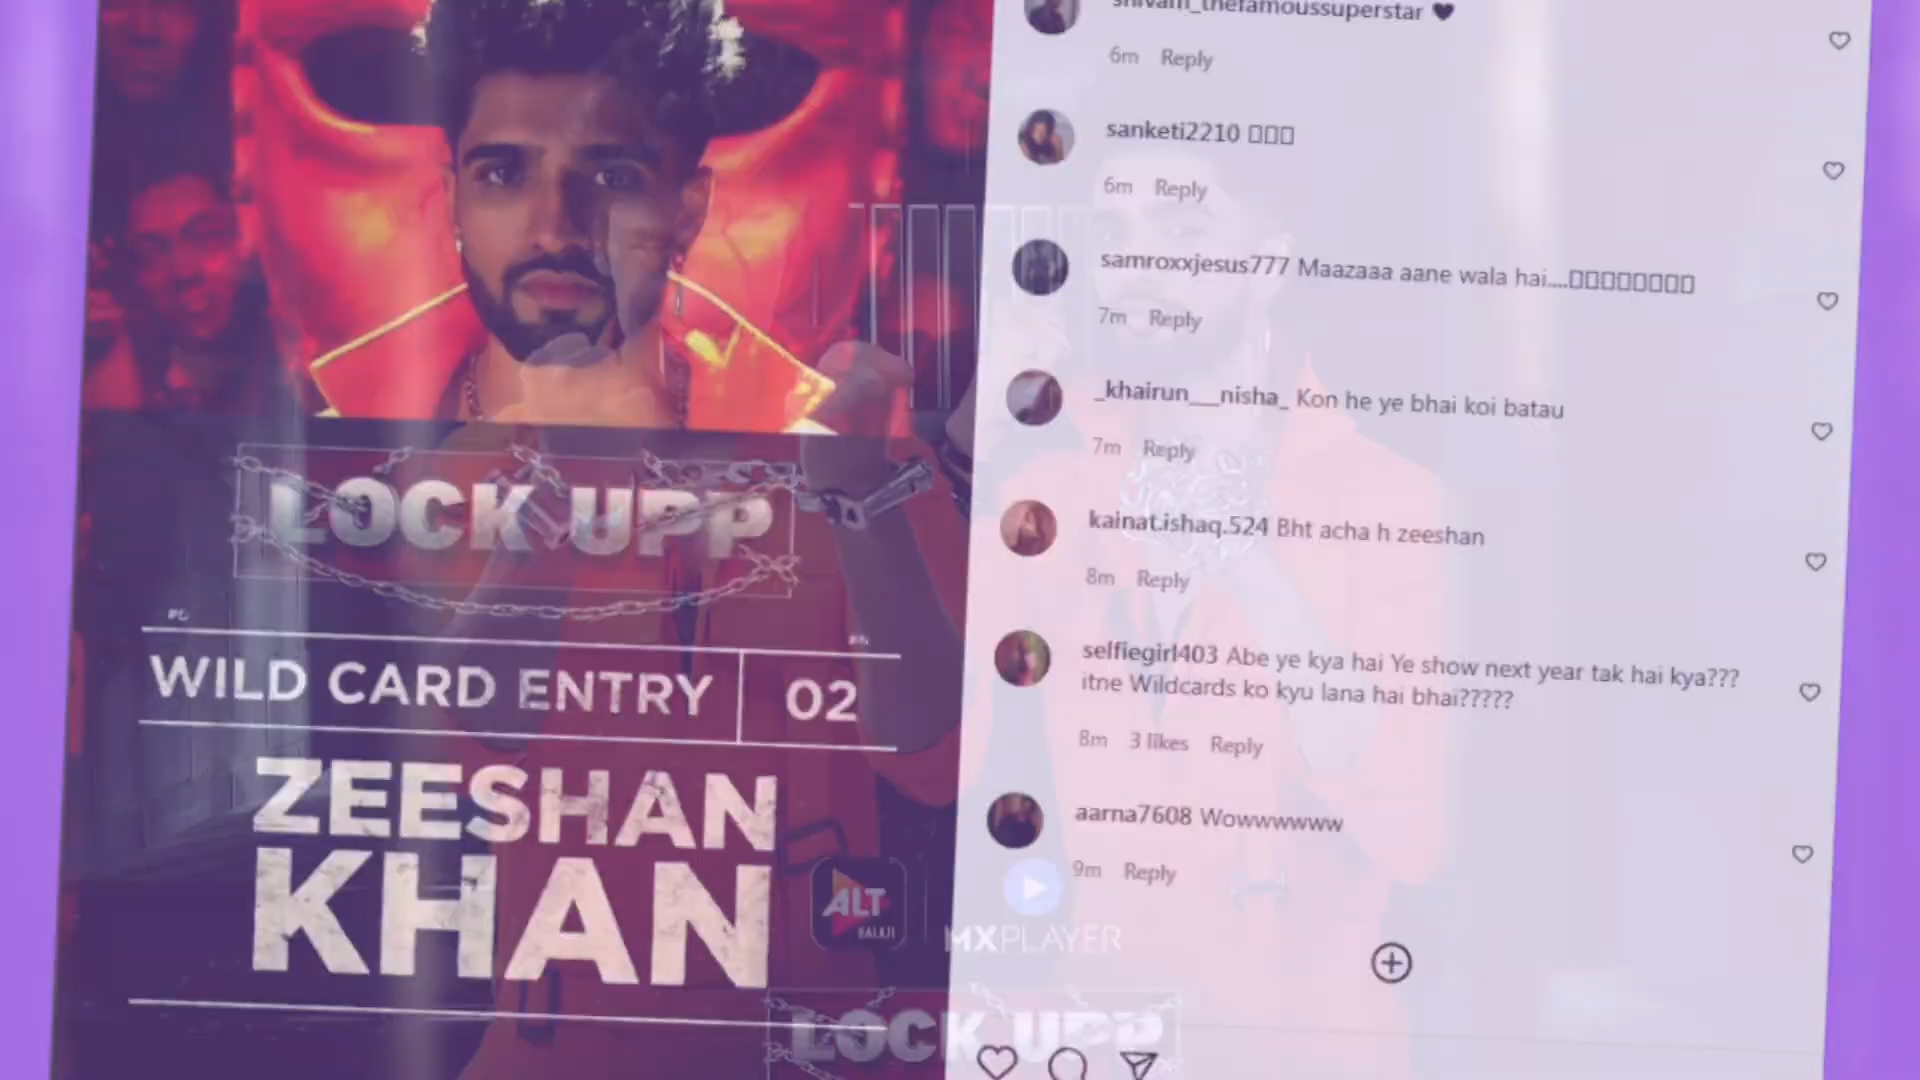 LOCK UPP
WILD CARD ENTRY 02
ZEESHAN
KHAN
ALT
BALAJI
MXPLAYER
LOCK UPP
shivam_thefamoussuperstar
6m Reply
sanketi2210
6m Reply
samroxxjesus777 Maazaaa aane wala hai....
7m Reply
_khairun___nisha_ Kon he ye bhai koi batau
7m Reply
kainat.ishaq.524 Bht acha h zeeshan
8m Reply
selfiegirl403 Abe ye kya hai Ye show next year tak hai kya???
itne Wildcards ko kyu lana hai bhai?????
8m 3 likes Reply
aarna7608 Wowwwwww
9m Reply